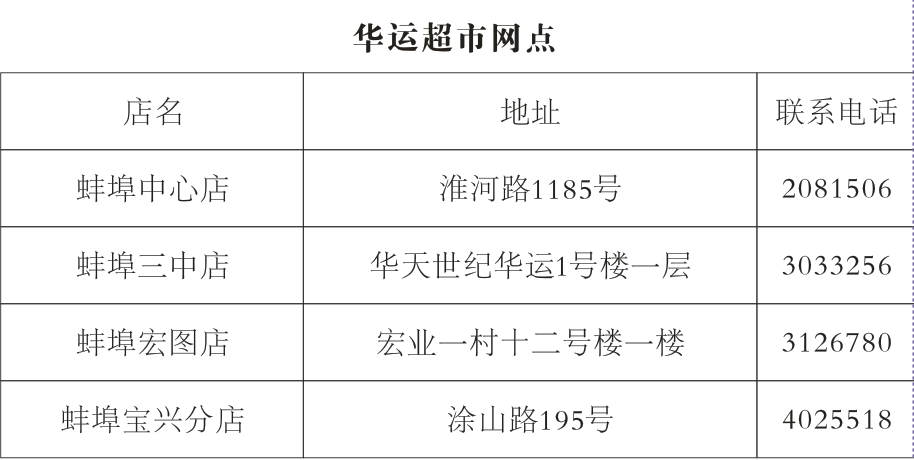 华运超市网点
店名 地址 联系电话
蚌埠中心店 淮河路1185号 2081506
蚌埠三中店 华天世纪华运1号楼一层 3033256
蚌埠宏图店 宏业一村十二号楼一楼 3126780
蚌埠宝兴分店 涂山路195号 4025518